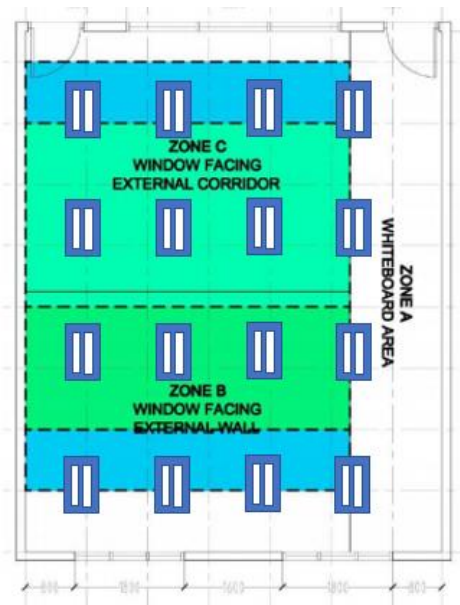 ZONE C
WINDOW FACING
EXTERNAL CORRIDOR
ZONE A
WHITEBOARD AREA
ZONE B
WINDOW FACING
EXTERNAL WALL